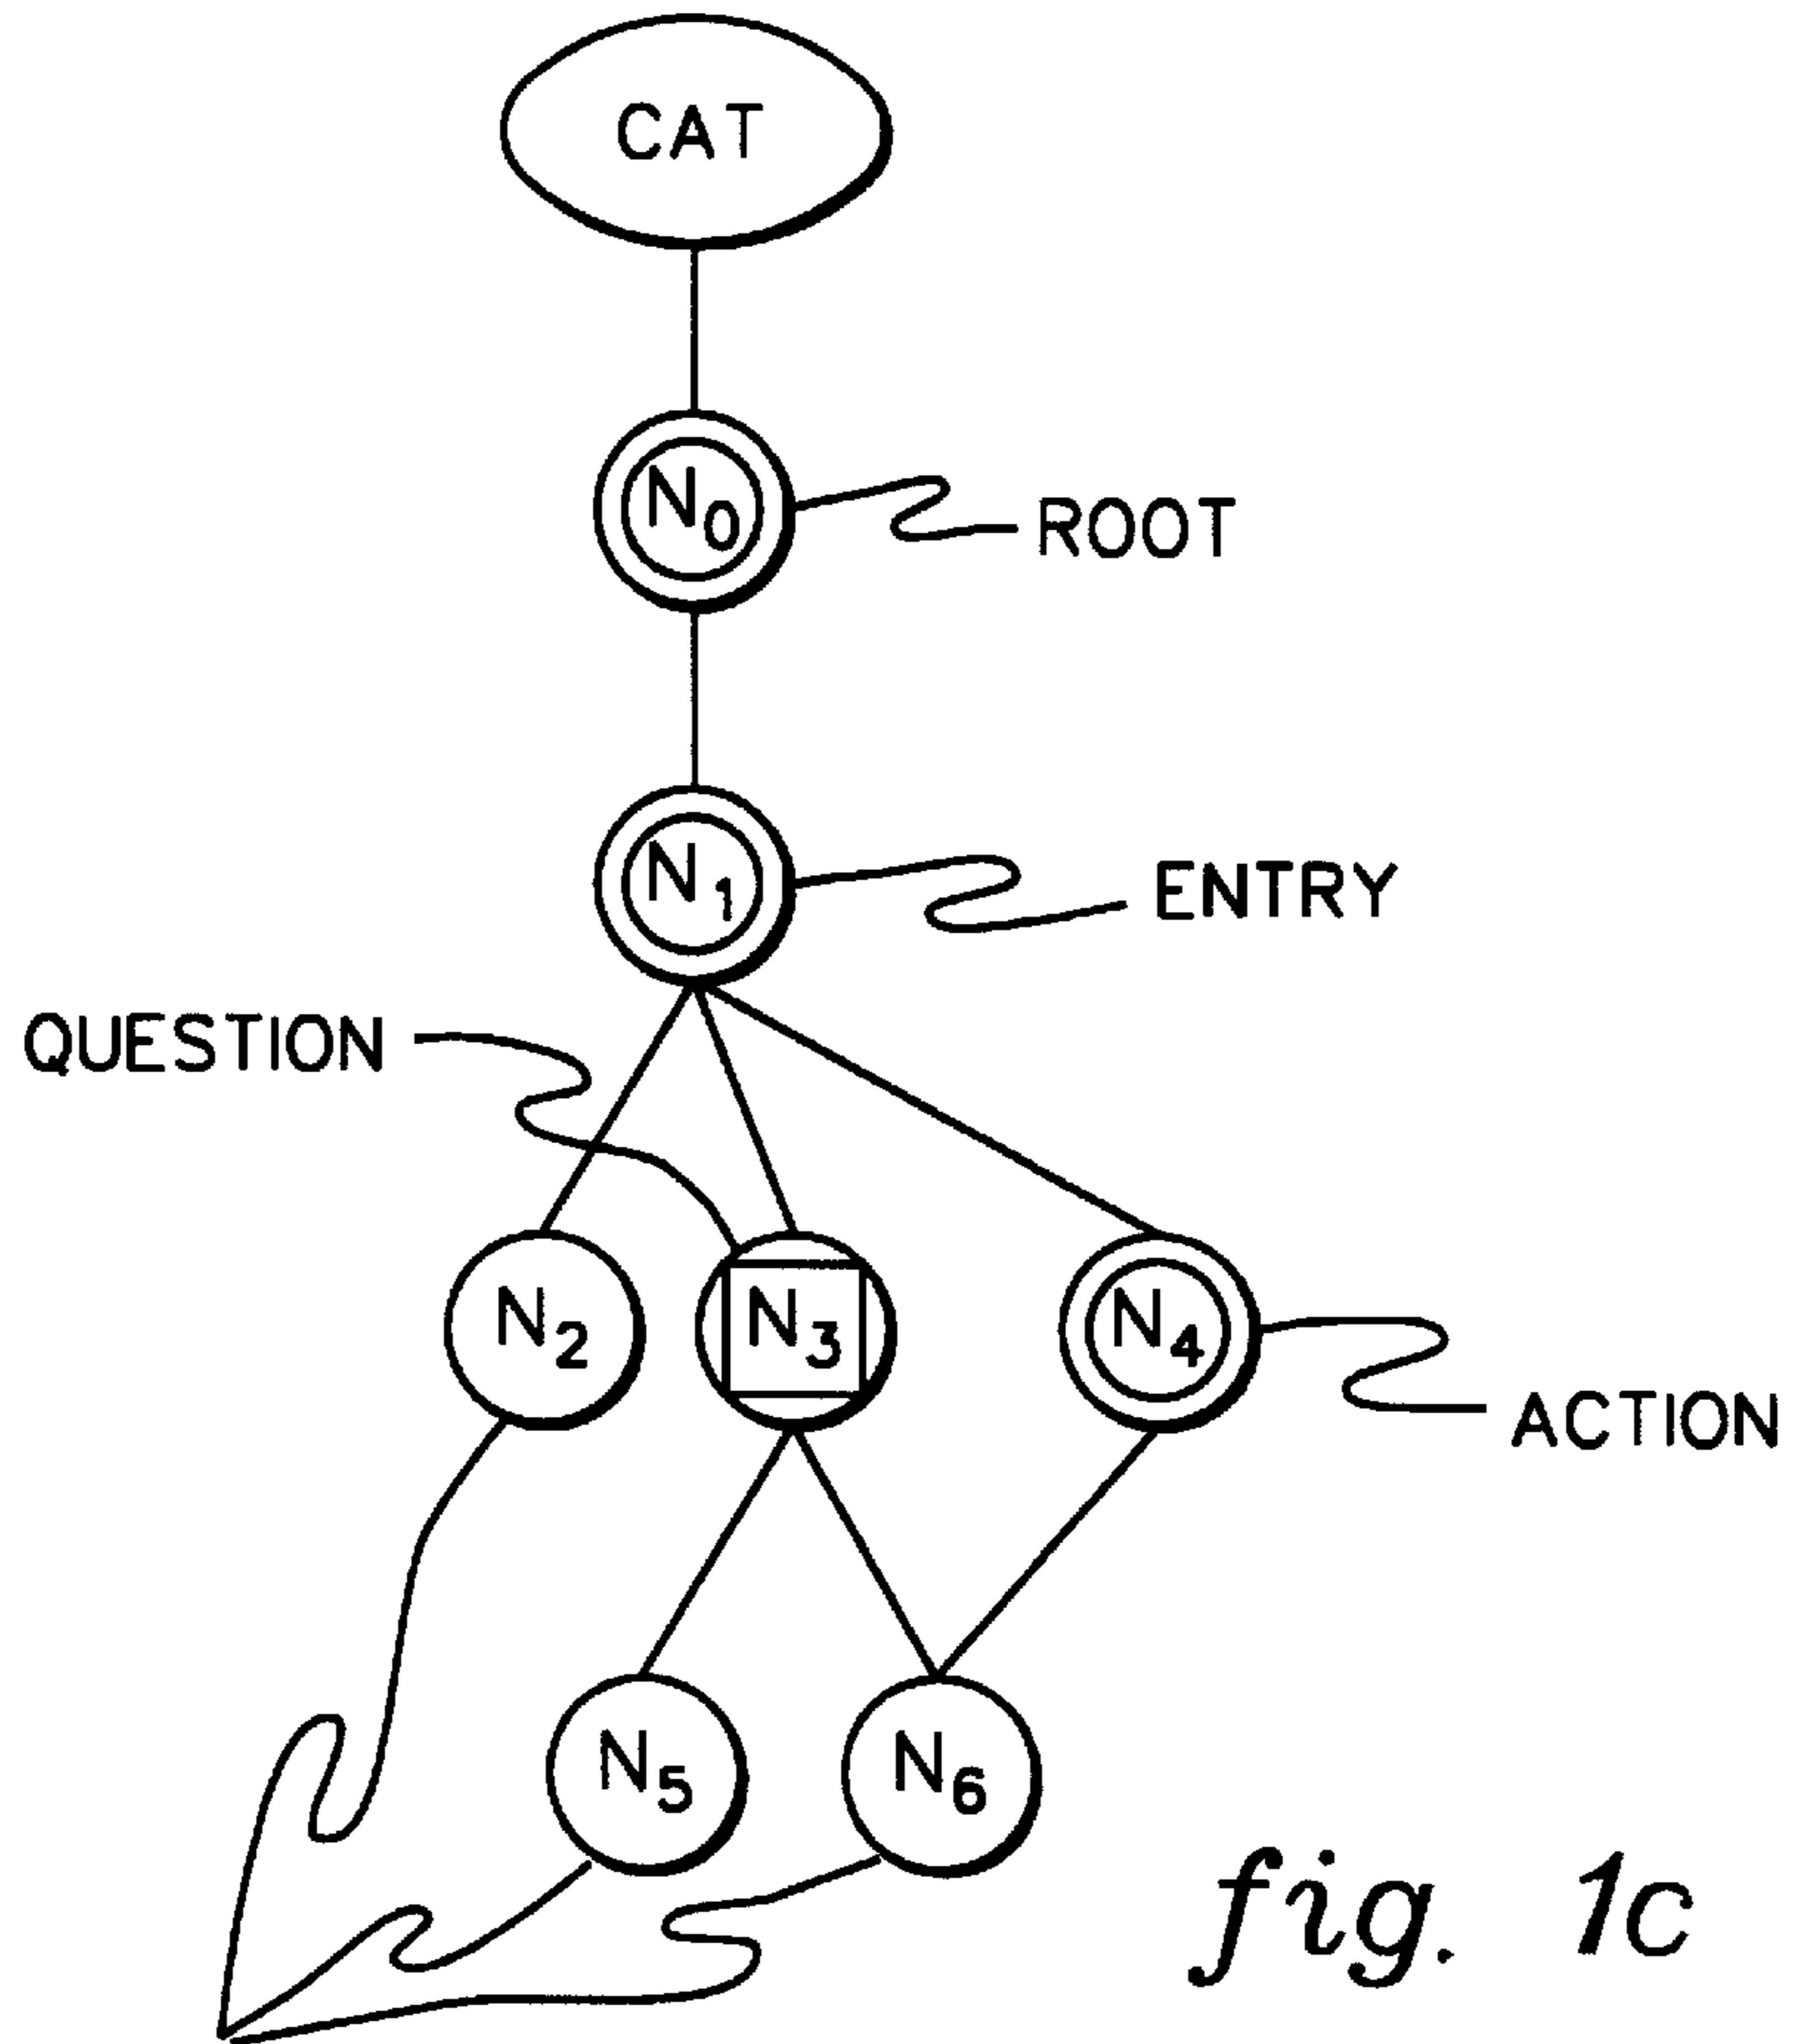 CAT
N0
ROOT
N1
ENTRY
QUESTION
N2
N3
N4
ACTION
N5
N6
fig. 1c